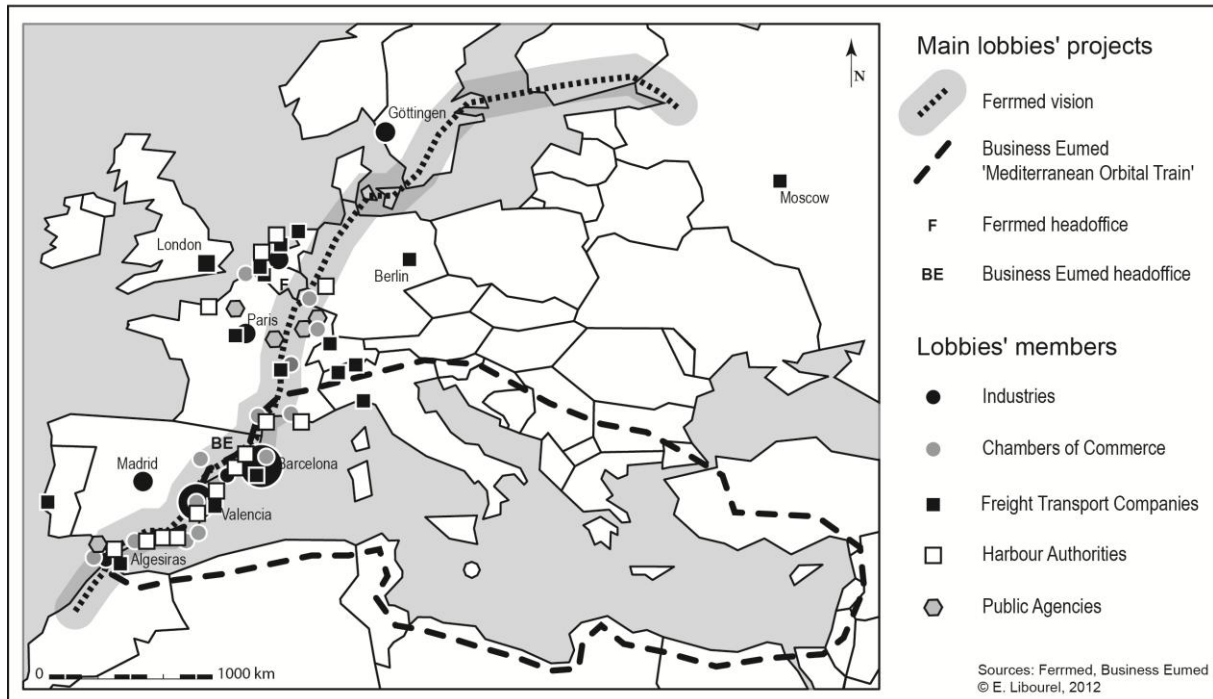 N
Göttingen
Moscow
London
Berlin
F
Paris
BE
Madrid
Barcelona
Valencia
Algesiras
0 1000 km
Main lobbies' projects
Ferrmed vision
Business Eumed
'Mediterranean Orbital Train'
F Ferrmed headoffice
BE Business Eumed headoffice
Lobbies' members
Industries
Chambers of Commerce
Freight Transport Companies
Harbour Authorities
Public Agencies
Sources: Ferrmed, Business Eumed
© E. Libourel, 2012